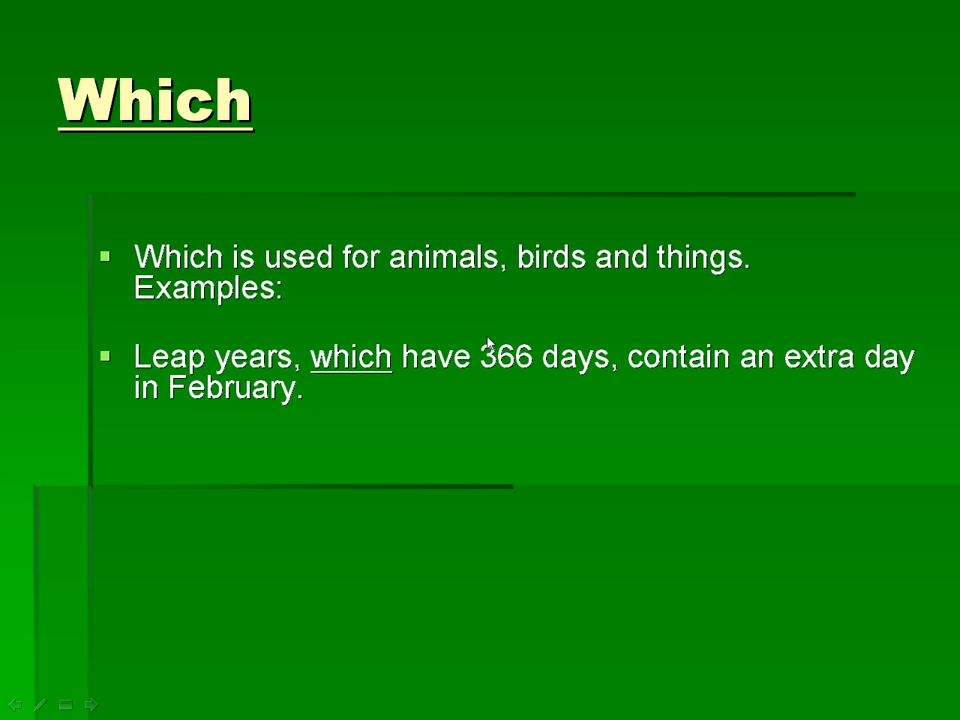 Which
Which is used for animals, birds and things.
Examples:
Leap years, which have 366 days, contain an extra day
in February.